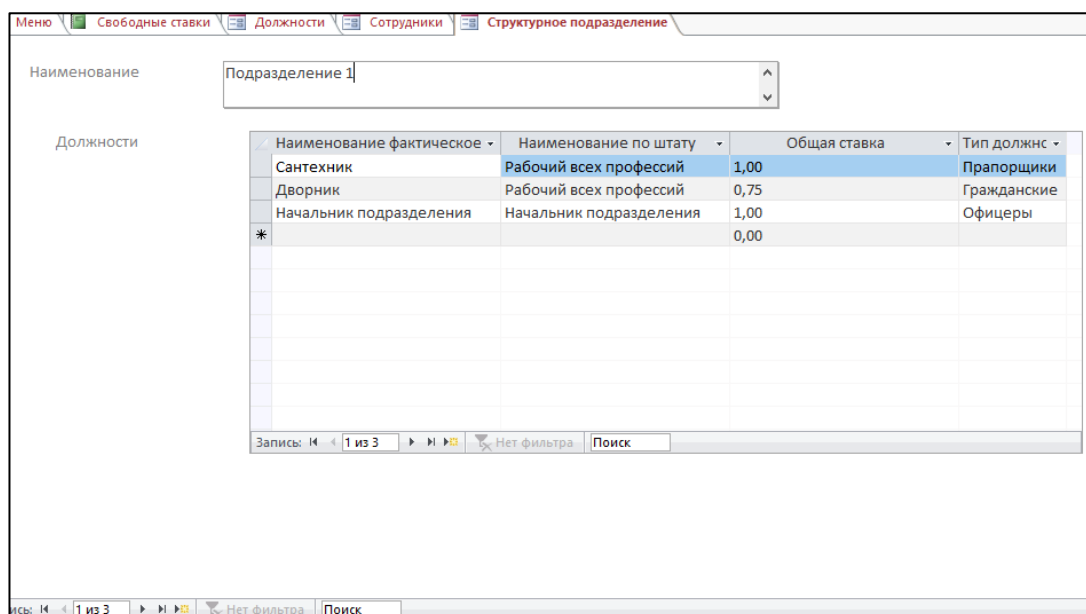 Меню Свободные ставки Должности Сотрудники Структурное подразделение
Наименование Подразделение 1
Должности Наименование фактическое Наименование по штату Общая ставка Тип должнс
Сантехник Рабочий всех профессий 1,00 Прапорщики
Дворник Рабочий всех профессий 0,75 Гражданские
Начальник подразделения Начальник подразделения 1,00 Офицеры
0,00
Запись: 1 из 3 Нет фильтра Поиск
ись: 1 из 3 Нет фильтра Поиск